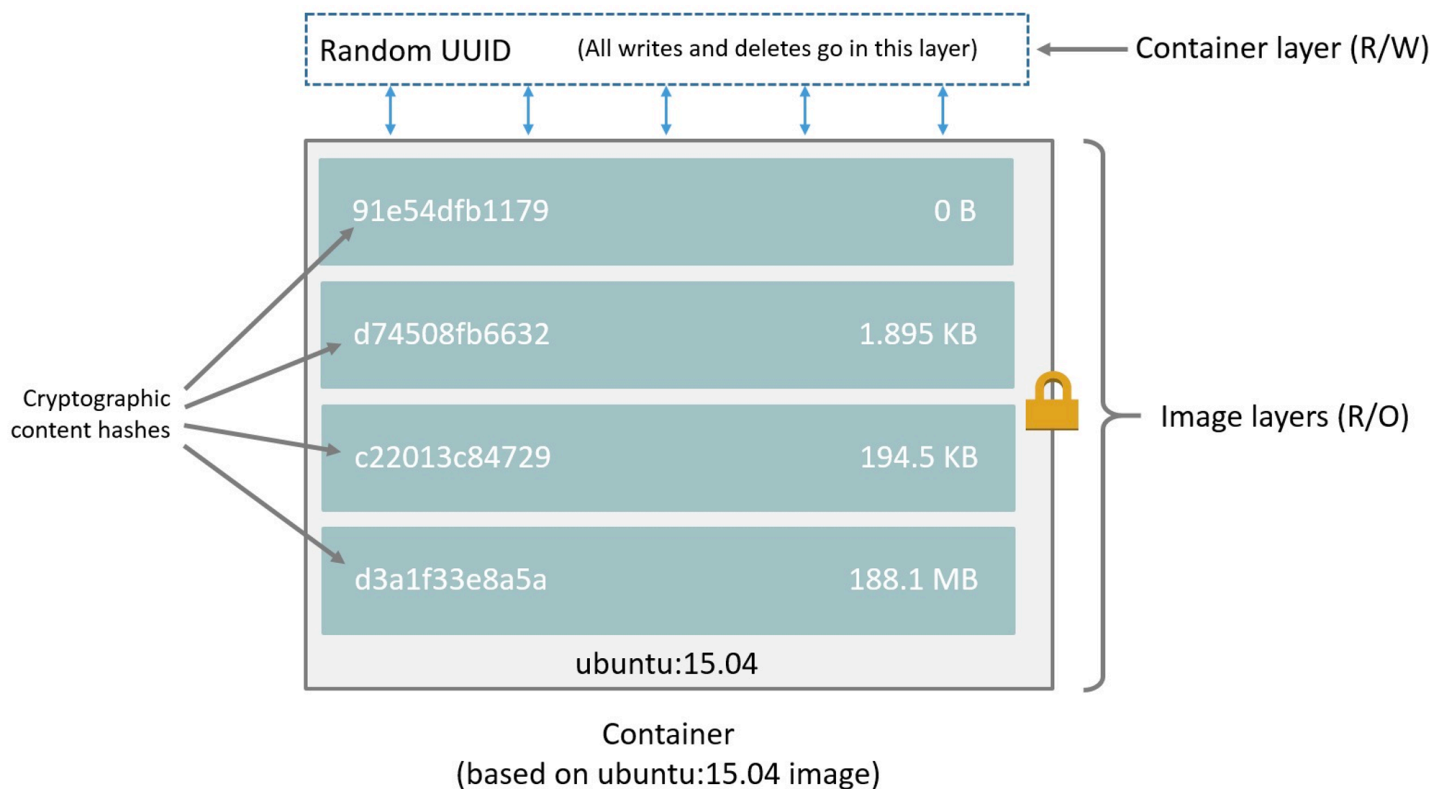 Random UUID (All writes and deletes go in this layer)
Container layer (R/W)
91e54dfb1179 0 B
d74508fb6632 1.895 KB
Cryptographic
content hashes
c22013c84729 194.5 KB
Image layers (R/O)
d3a1f33e8a5a 188.1 MB
ubuntu:15.04
Container
(based on ubuntu:15.04 image)